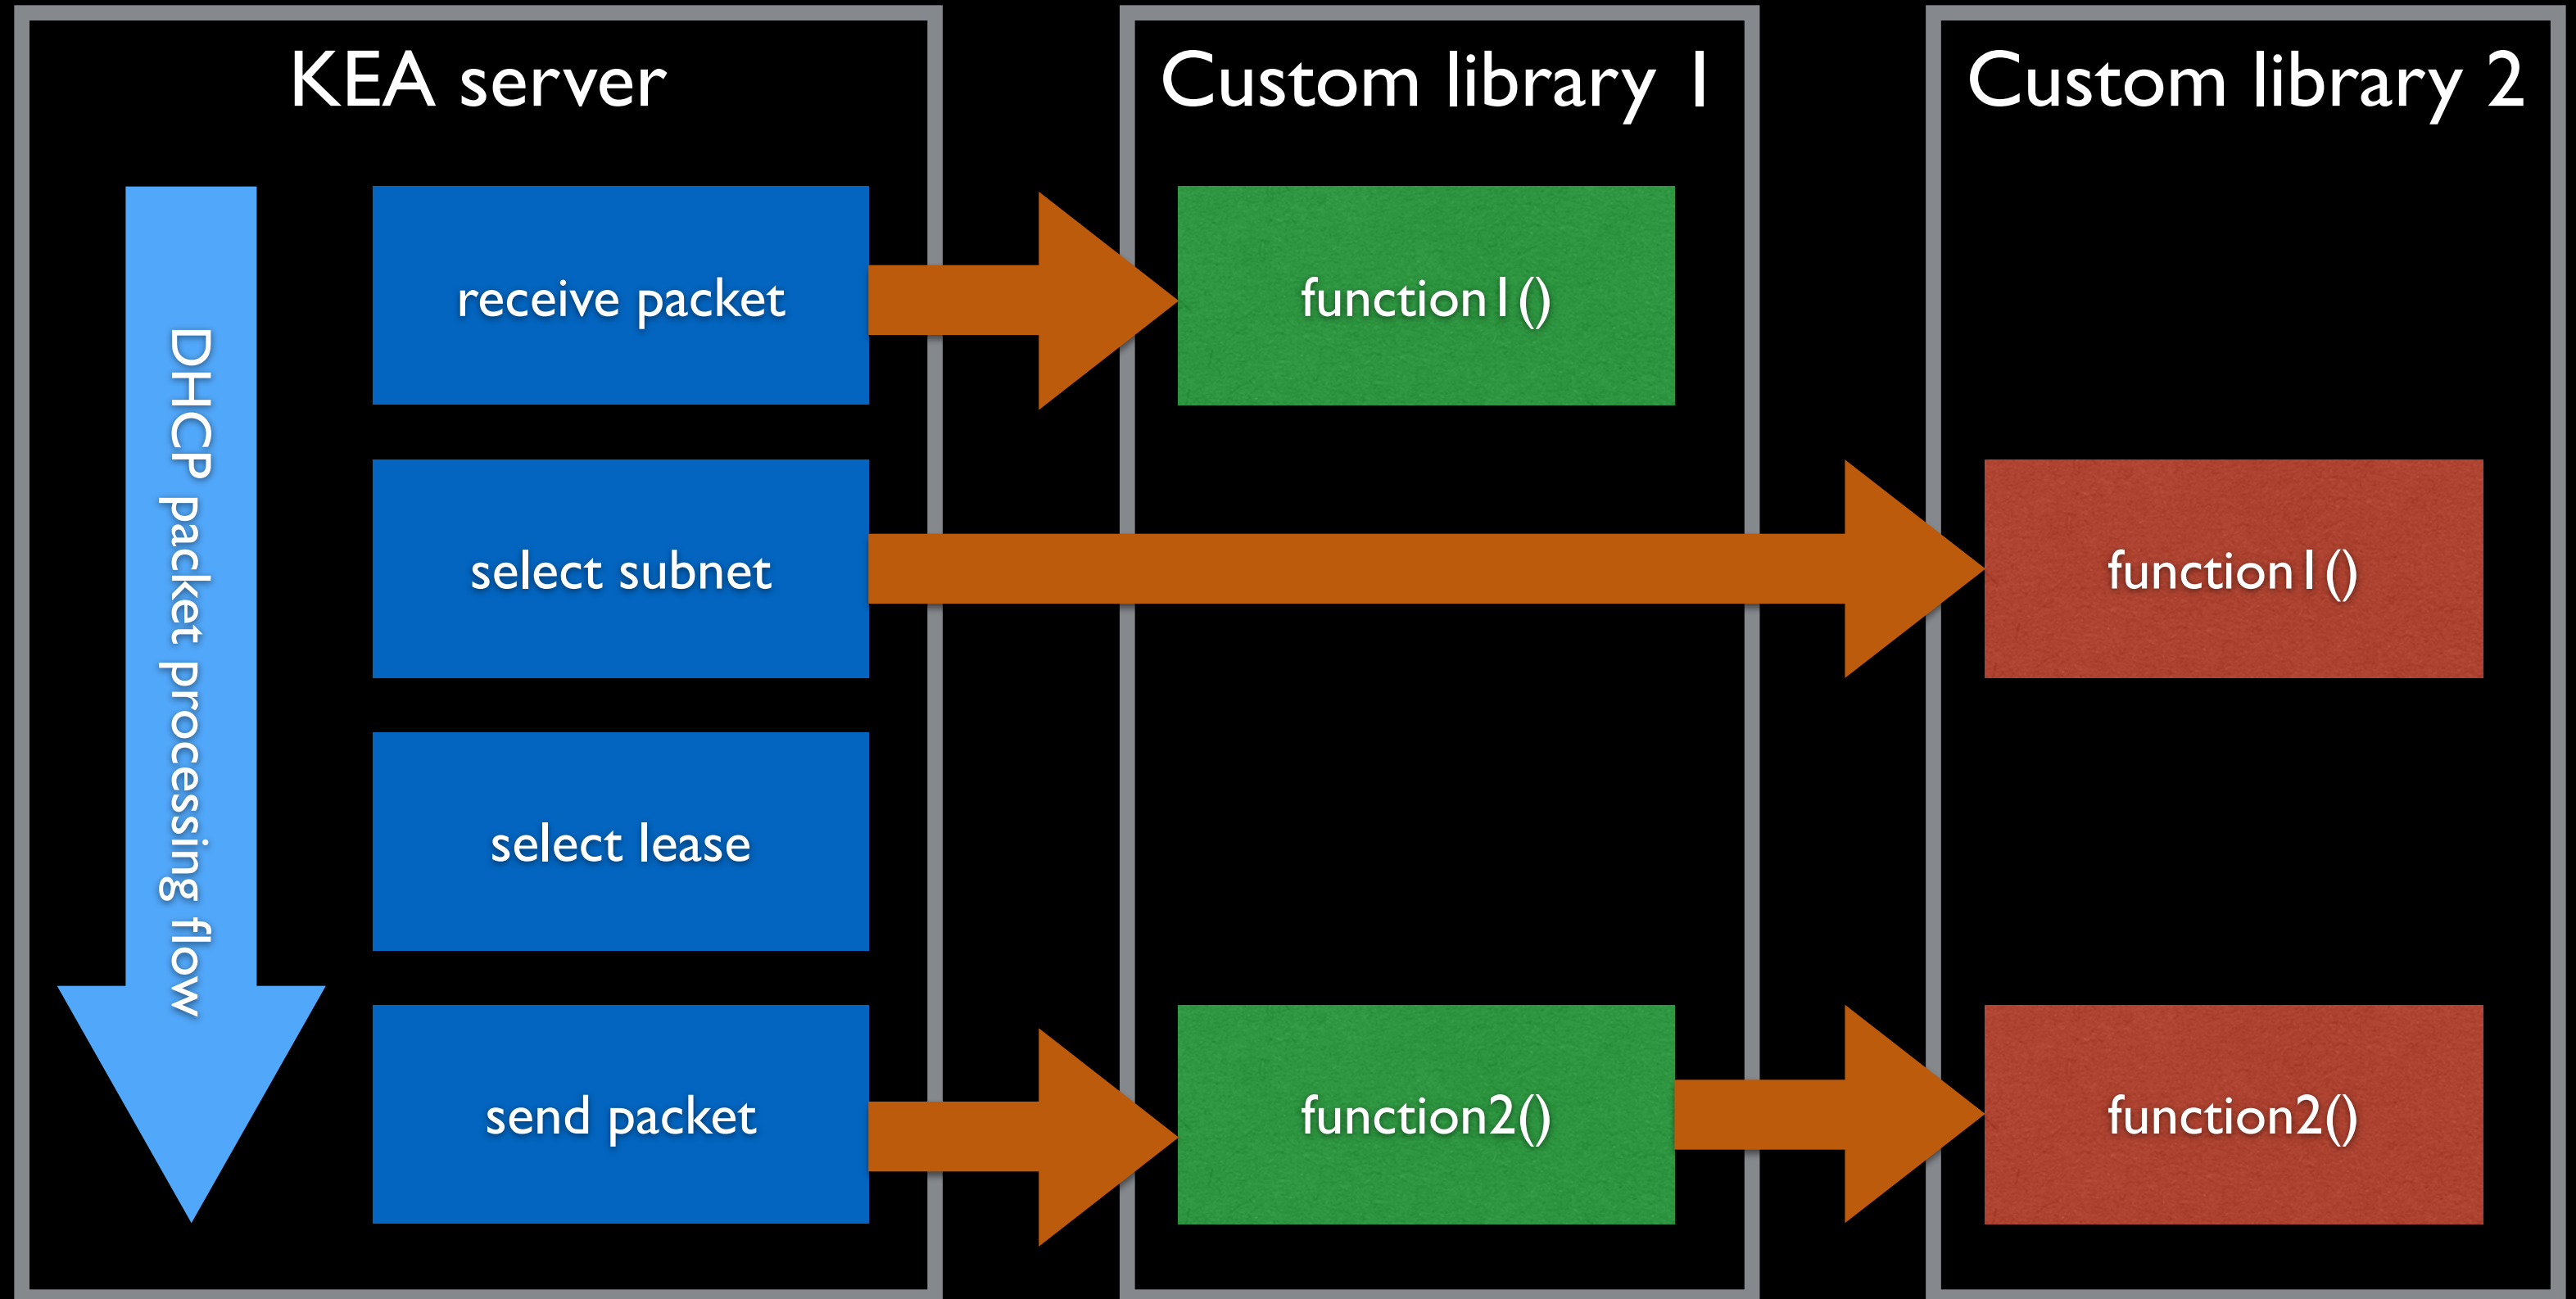 KEA server
Custom library 1
Custom library 2
DHCP packet processing flow
receive packet
function1()
select subnet
function1()
select lease
send packet
function2()
function2()